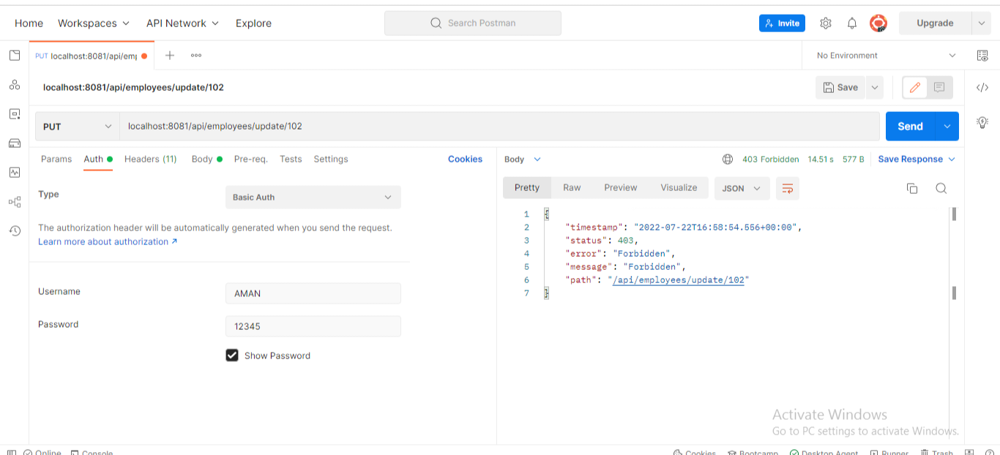 Home Workspaces API Network Explore Search Postman Invite Upgrade
PUT localhost:8081/api/emp No Environment
localhost:8081/api/employees/update/102 Save
PUT localhost:8081/api/employees/update/102 Send
Params Auth Headers (11) Body Pre-req. Tests Settings Cookies
Body 403 Forbidden 14.51 s 577 B Save Response
Pretty Raw Preview Visualize JSON
Type Basic Auth
The authorization header will be automatically generated when you send the request.
Learn more about authorization ↗
Username AMAN
Password 12345
Show Password
1 {
2 "timestamp": "2022-07-22T16:58:54.556+00:00",
3 "status": 403,
4 "error": "Forbidden",
5 "message": "Forbidden",
6 "path": "/api/employees/update/102"
7 }
Activate Windows
Go to PC settings to activate Windows.
Online Console Cookies Bootcamp Desktop Agent Runner Trash